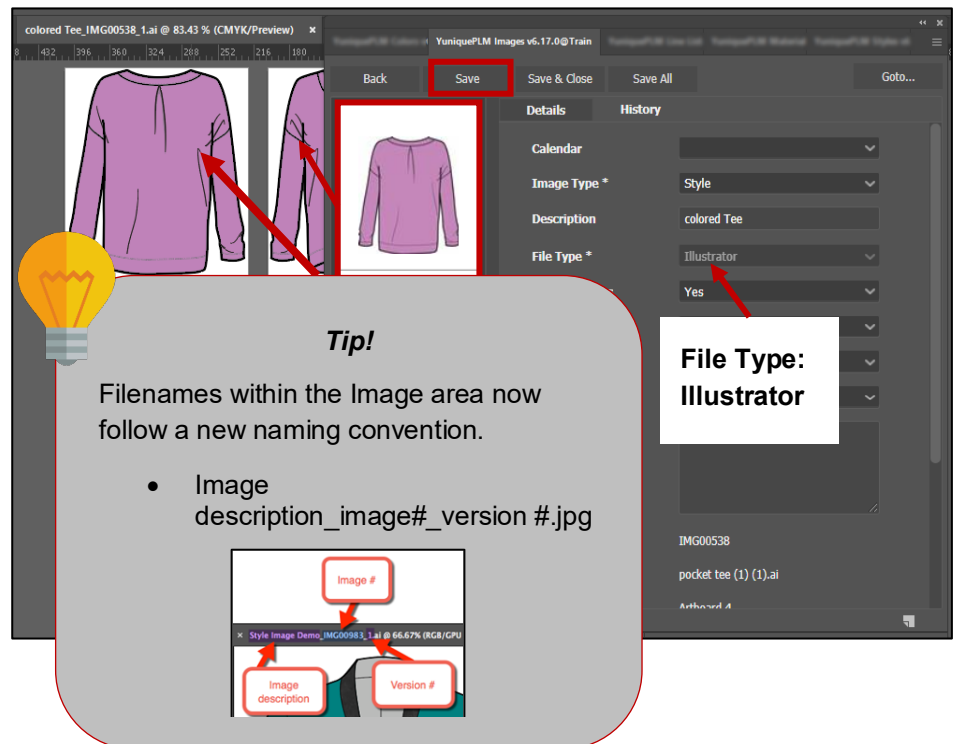 colored Tee_IMG00538_1.ai @ 83.43 % (CMYK/Preview) ×
YuniquePLM Images v6.17.0@Train
432 396 360 324 288 252 216 180
Back Save Save & Close Save All Goto...
Details History
Calendar
Image Type * Style
Description colored Tee
File Type * Illustrator
Yes
File Type:
Illustrator
Tip!
Filenames within the Image area now
follow a new naming convention.
• Image
description_image#_version #.jpg
Image #
× Style Image Demo_IMG00983_1.ai @ 66.67% (RGB/GPU
Image
description
Version #
IMG00538
pocket tee (1) (1).ai
Artboard 4